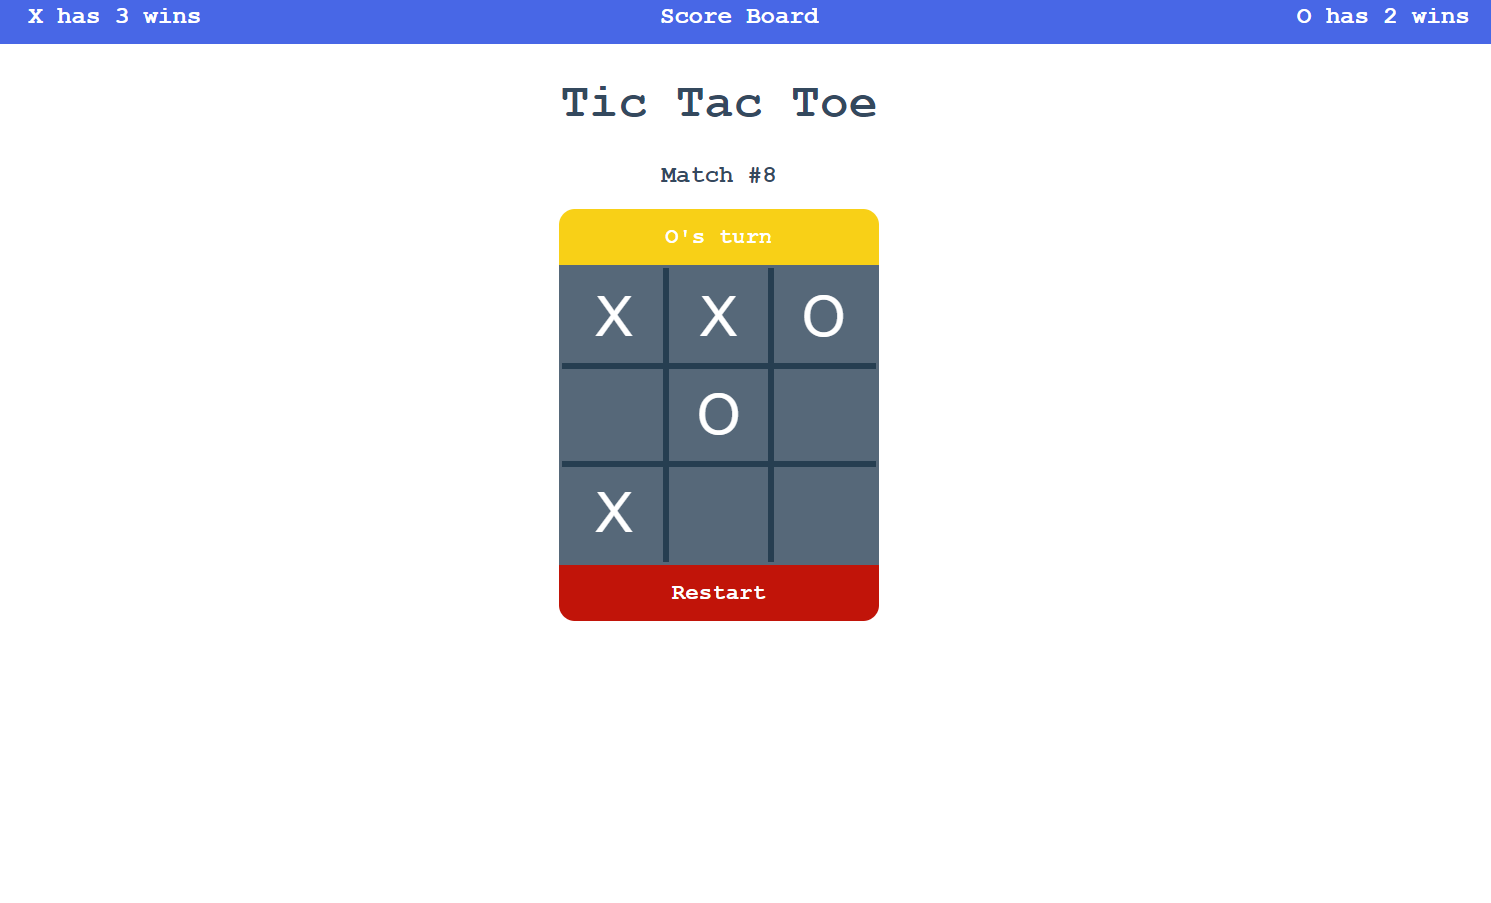 X has 3 wins Score Board O has 2 wins
Tic Tac Toe
Match #8
O's turn
X X O
O
X
Restart